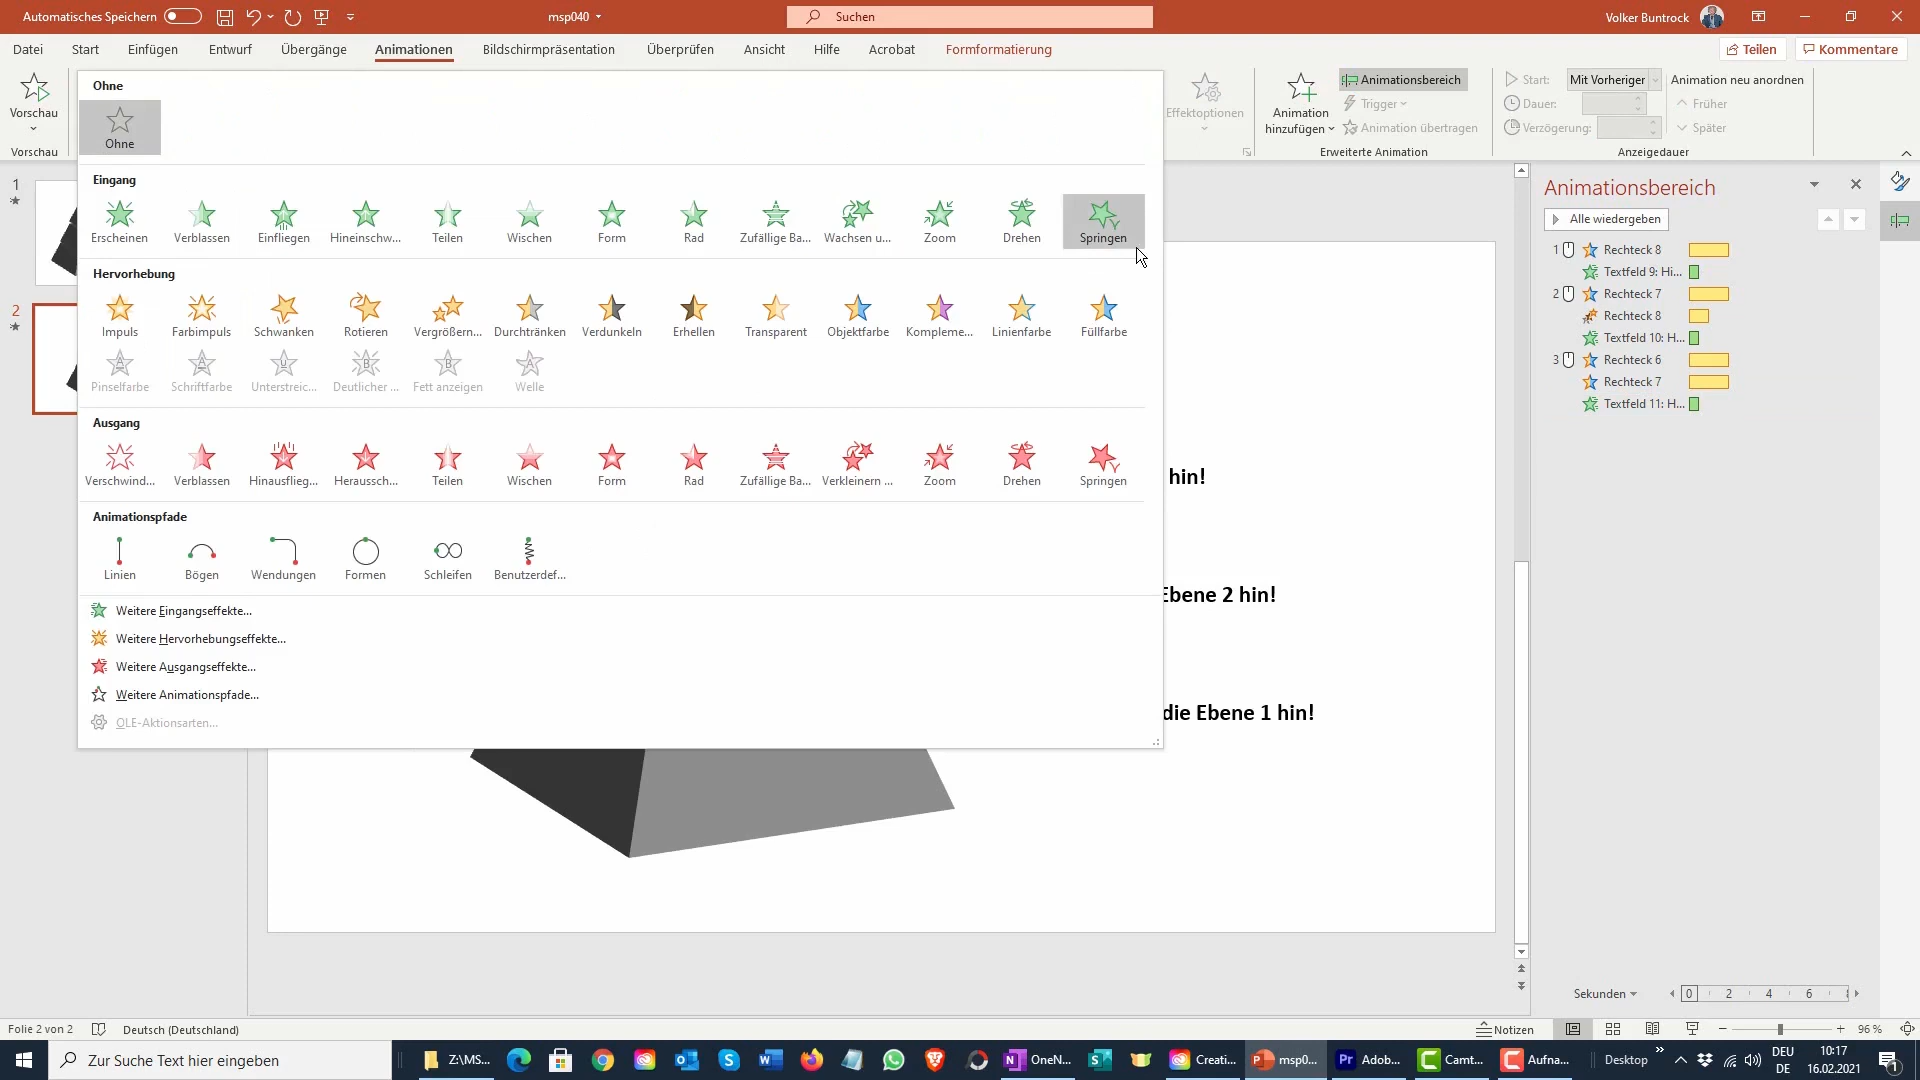 Automatisches Speichern
msp040
Suchen
Volker Buntrock
Datei Start Einfügen Entwurf Übergänge Animationen Bildschirmpräsentation Überprüfen Ansicht Hilfe Acrobat Formformatierung
Teilen Kommentare
Vorschau
Vorschau
Effektoptionen
Animation hinzufügen
Animationsbereich
Trigger
Animation übertragen
Erweiterte Animation
Start: Mit Vorheriger
Dauer:
Verzögerung:
Animation neu anordnen
Früher
Später
Anzeigedauer
Ohne
Ohne
Eingang
Erscheinen Verblassen Einfliegen Hineinschw... Teilen Wischen Form Rad Zufällige Ba... Wachsen u... Zoom Drehen Springen
Hervorhebung
Impuls Farbimpuls Schwanken Rotieren Vergrößern... Durchtränken Verdunkeln Erhellen Transparent Objektfarbe Kompleme... Linienfarbe Füllfarbe
Pinselfarbe Schriftfarbe Unterstreic... Deutlicher ... Fett anzeigen Welle
Ausgang
Verschwind... Verblassen Hinausflieg... Heraussch... Teilen Wischen Form Rad Zufällige Ba... Verkleinern ... Zoom Drehen Springen
Animationspfade
Linien Bögen Wendungen Formen Schleifen Benutzerdef...
Weitere Eingangseffekte...
Weitere Hervorhebungseffekte...
Weitere Ausgangseffekte...
Weitere Animationspfade...
OLE-Aktionsarten...
1
2
hin!
Ebene 2 hin!
die Ebene 1 hin!
Animationsbereich
Alle wiedergeben
1 Rechteck 8
Textfeld 9: Hi...
2 Rechteck 7
Rechteck 8
Textfeld 10: H...
3 Rechteck 6
Rechteck 7
Textfeld 11: H...
Sekunden 0 2 4 6
Folie 2 von 2 Deutsch (Deutschland)
Notizen
96 %
Zur Suche Text hier eingeben
Z:\MS...
OneN...
Creati...
msp0...
Adob...
Camt...
Aufna...
Desktop
DEU
DE
10:17
16.02.2021
1